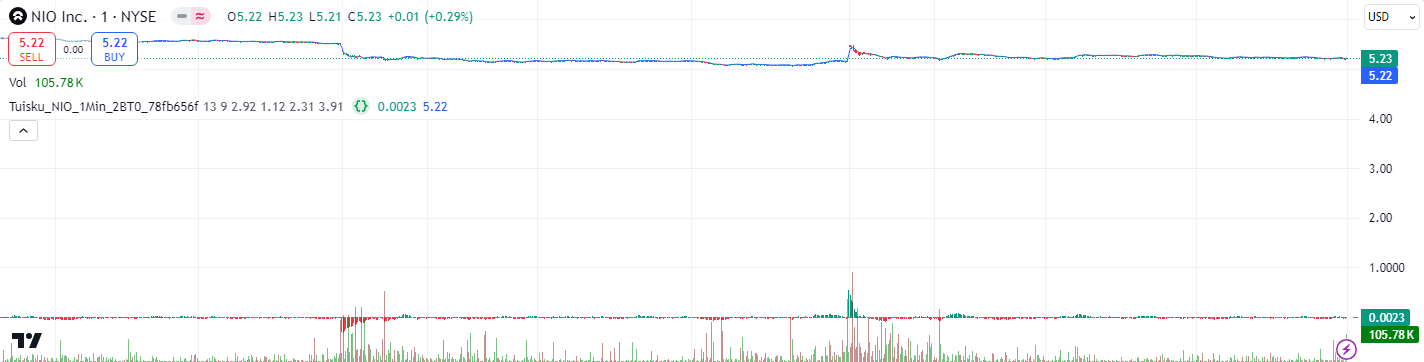 NIO Inc. · 1 · NYSE O5.22 H5.23 L5.21 C5.23 +0.01 (+0.29%) USD
5.22 SELL 0.00 5.22 BUY
5.23
5.22
Vol 105.78 K
Tuisku_NIO_1Min_2BT0_78fb656f 13 9 2.92 1.12 2.31 3.91 {} 0.0023 5.22
4.00
3.00
2.00
1.0000
0.0023
105.78 K